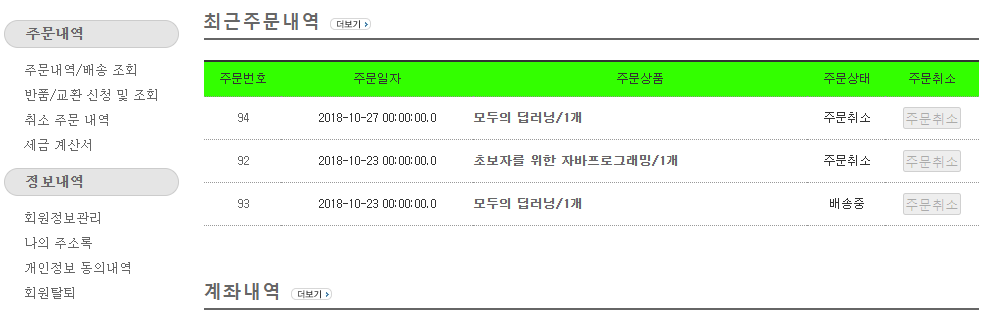 주문내역
주문내역/배송 조회
반품/교환 신청 및 조회
취소 주문 내역
세금 계산서
정보내역
회원정보관리
나의 주소록
개인정보 동의내역
회원탈퇴
최근주문내역 더보기
주문번호 주문일자 주문상품 주문상태 주문취소
94 2018-10-27 00:00:00.0 모두의 딥러닝/1개 주문취소 주문취소
92 2018-10-23 00:00:00.0 초보자를 위한 자바프로그래밍/1개 주문취소 주문취소
93 2018-10-23 00:00:00.0 모두의 딥러닝/1개 배송중 주문취소
계좌내역 더보기